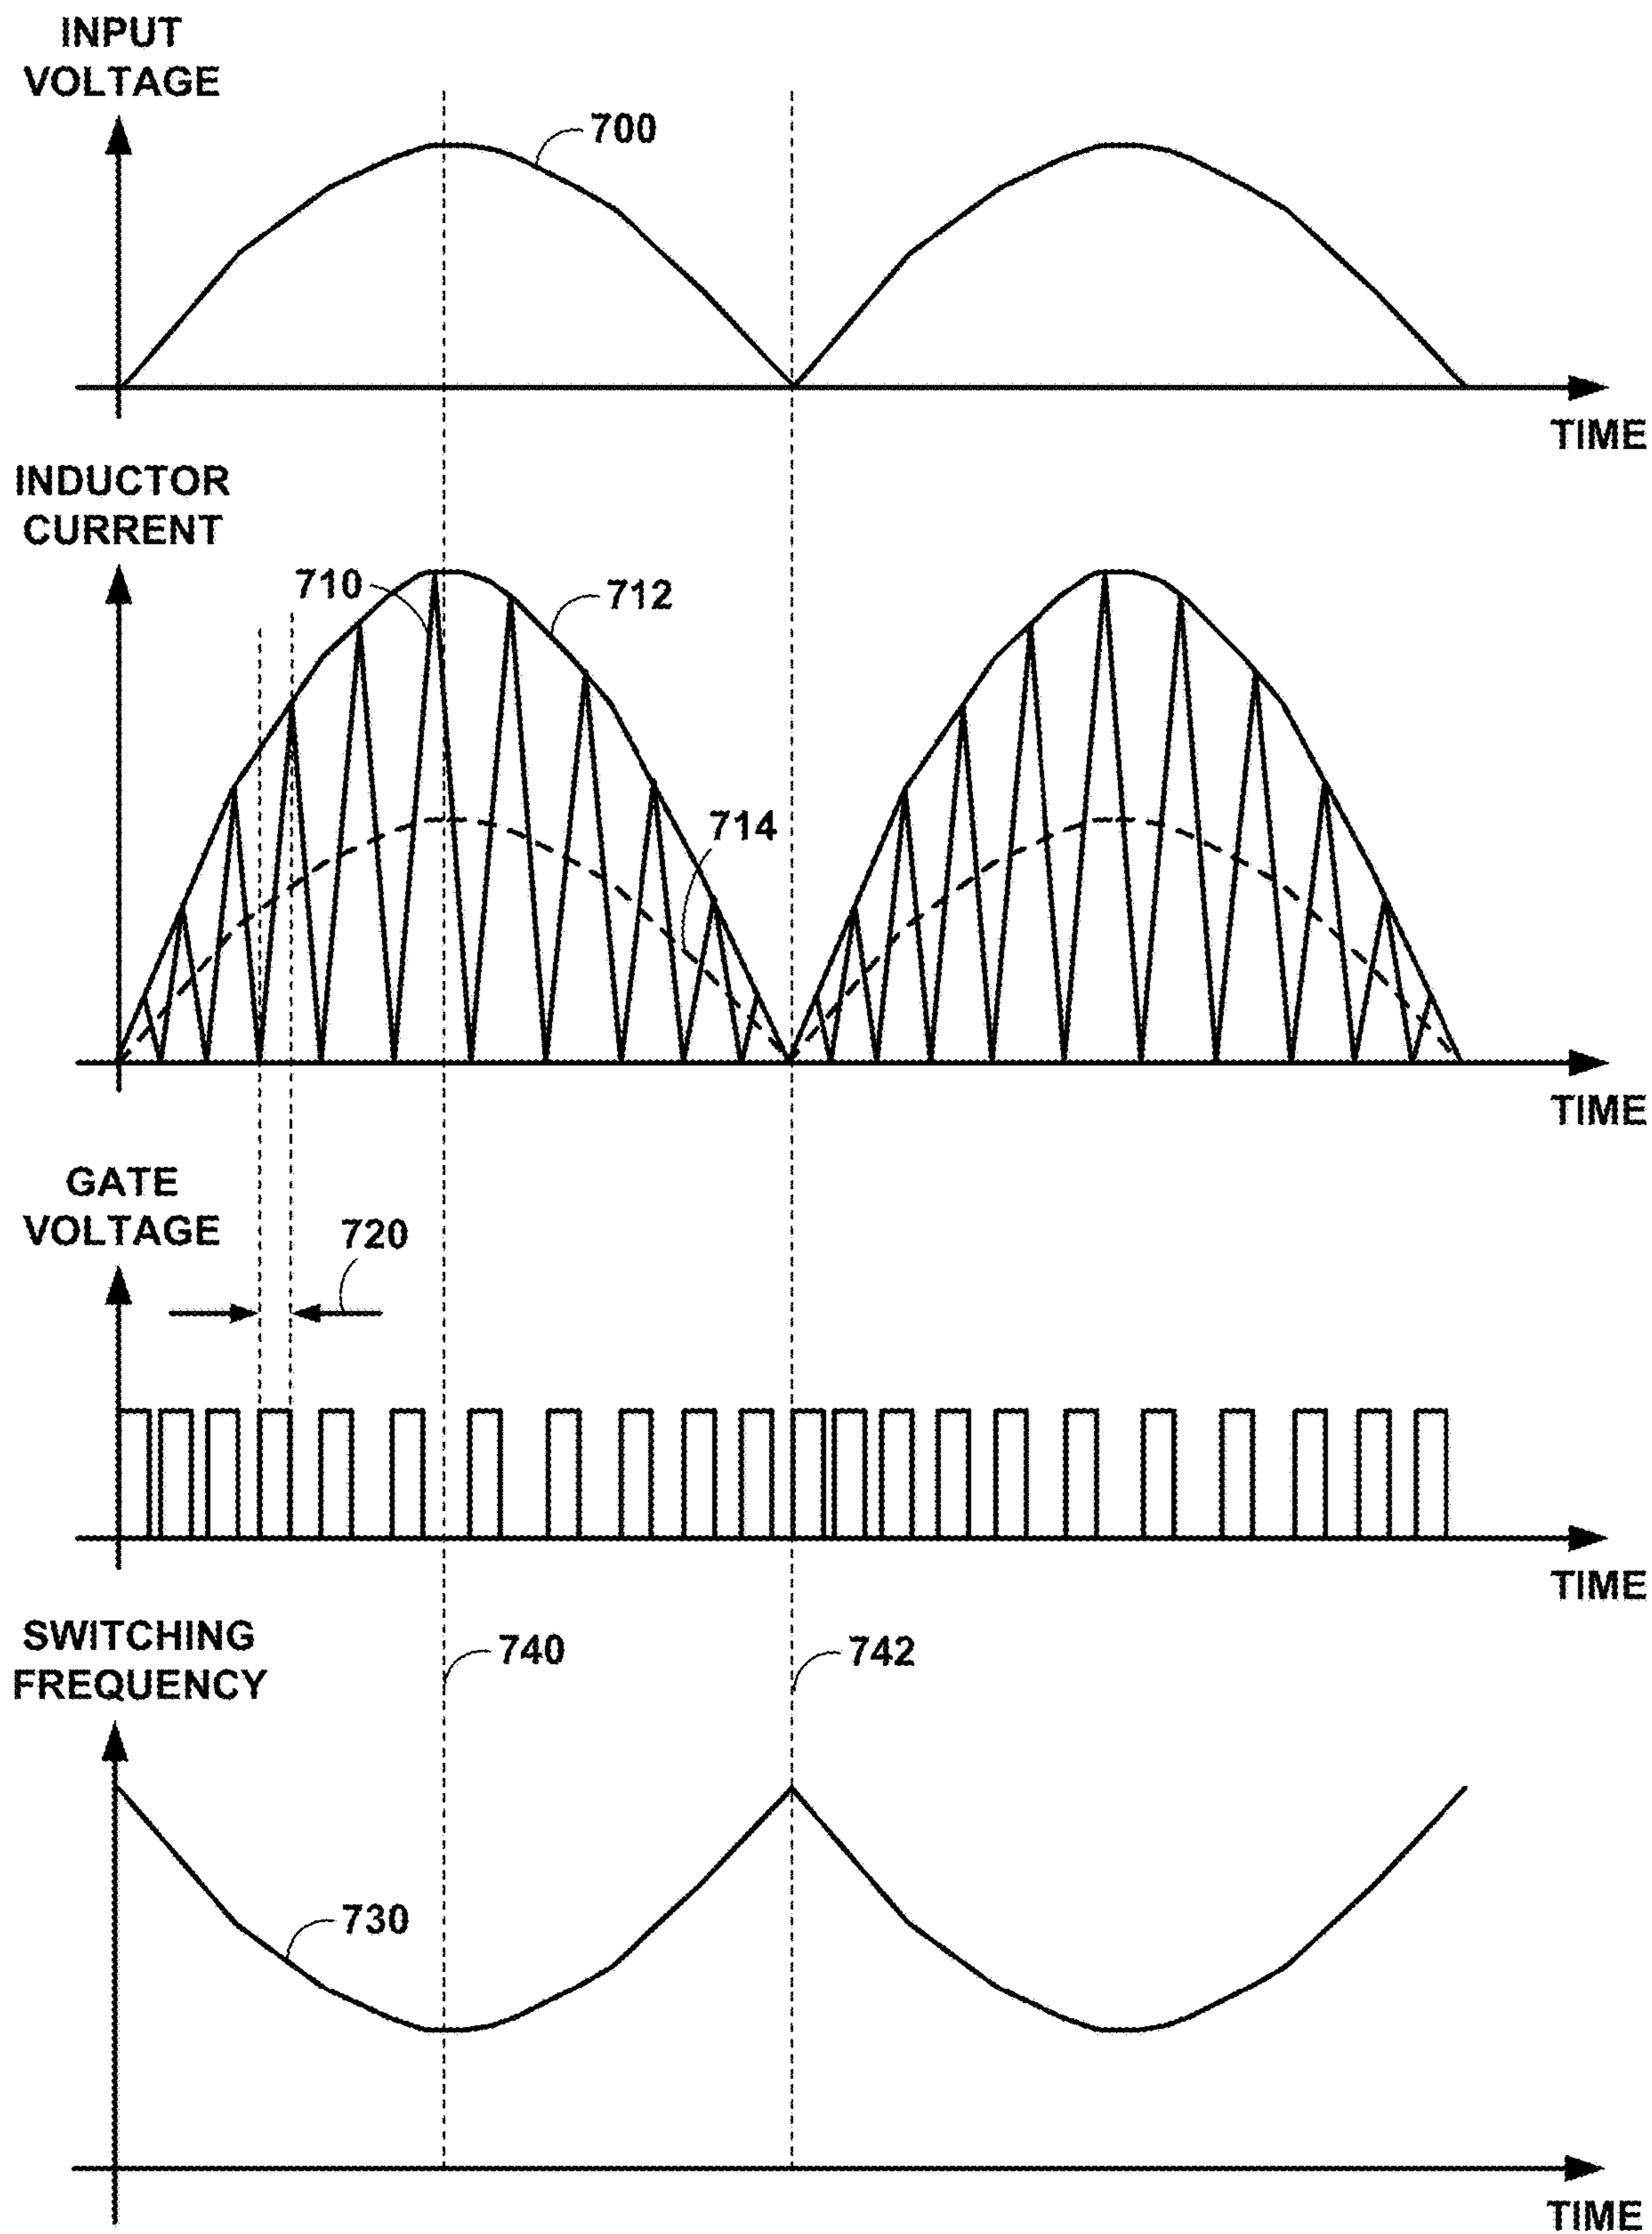 INPUT
VOLTAGE
700
TIME
INDUCTOR
CURRENT
710
712
714
TIME
GATE
VOLTAGE
720
TIME
SWITCHING
FREQUENCY
740
742
730
TIME